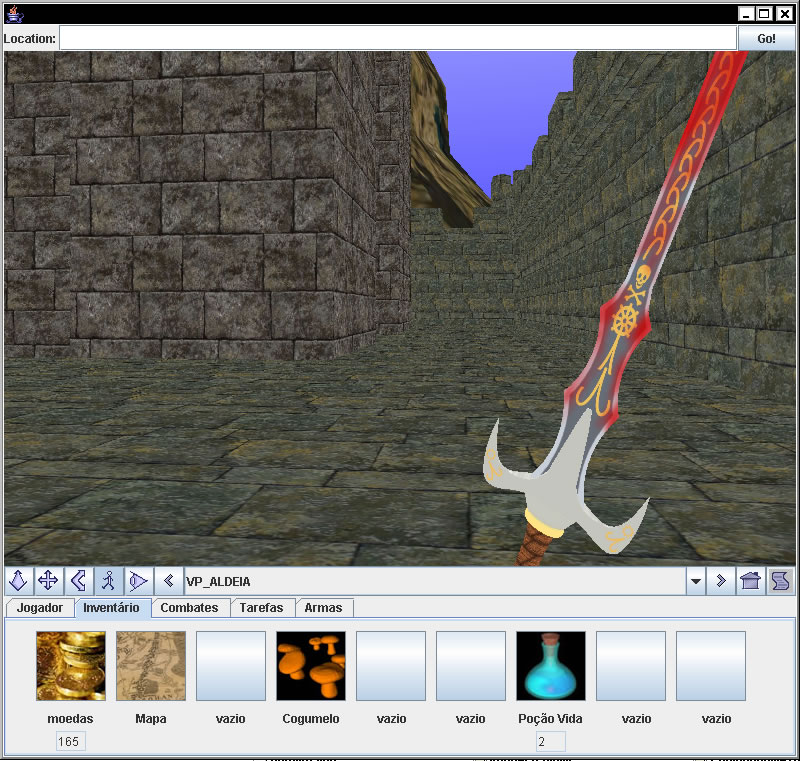 Location: Go!
VP_ALDEIA
Jogador Inventário Combates Tarefas Armas
moedas Mapa vazio Cogumelo vazio vazio Poção Vida vazio vazio
165 2